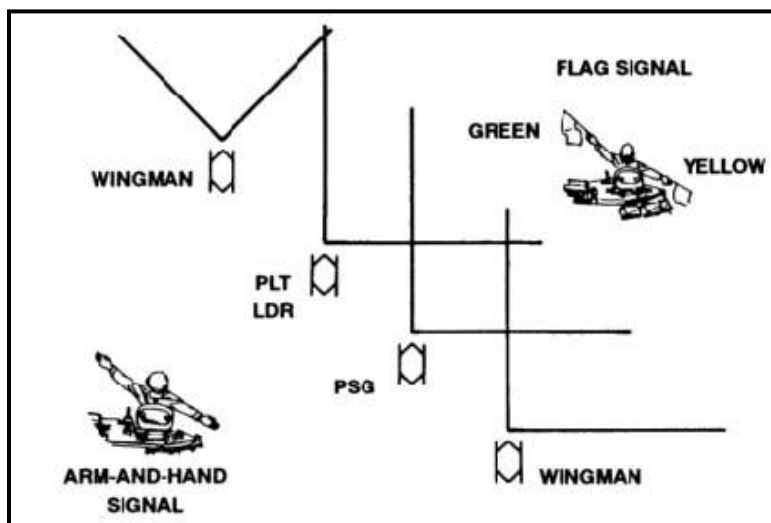 FLAG SIGNAL
GREEN
YELLOW
WINGMAN
PLT
LDR
PSG
WINGMAN
ARM-AND-HAND
SIGNAL